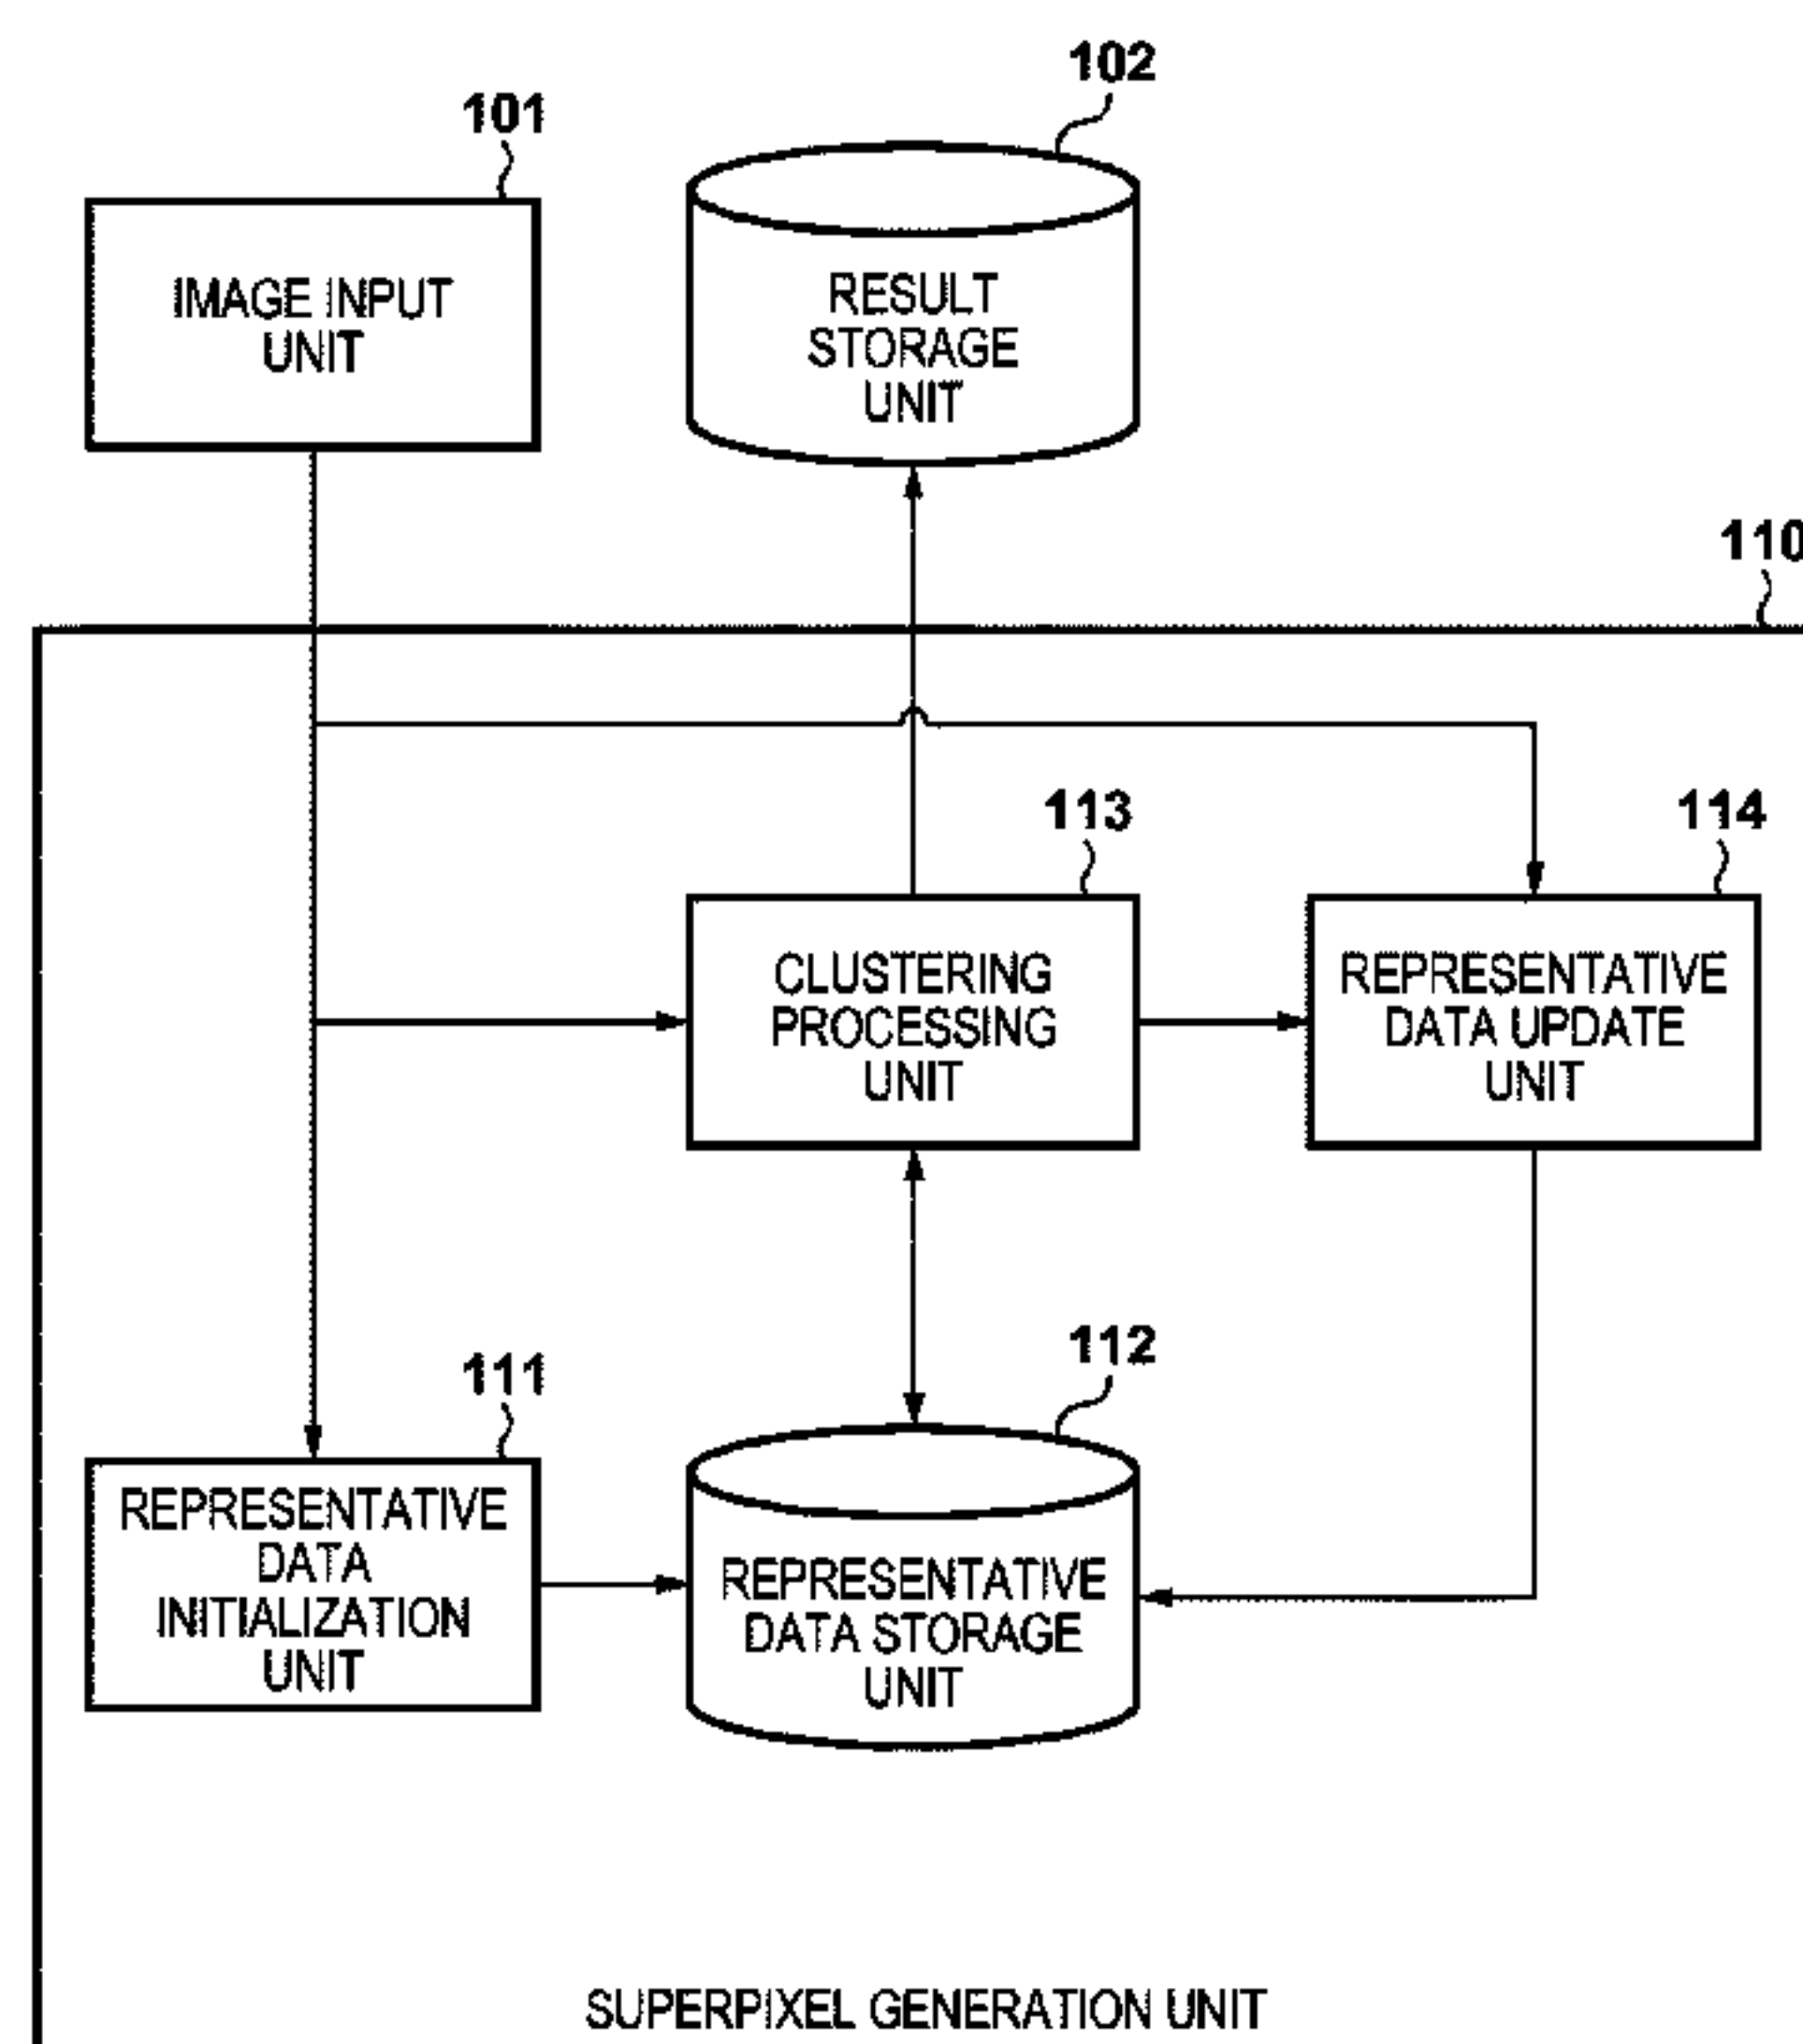 102
101
IMAGE INPUT
UNIT
RESULT
STORAGE
UNIT
110
113
114
CLUSTERING
PROCESSING
UNIT
REPRESENTATIVE
DATA UPDATE
UNIT
112
111
REPRESENTATIVE
DATA
INITIALIZATION
UNIT
REPRESENTATIVE
DATA STORAGE
UNIT
SUPERPIXEL GENERATION UNIT